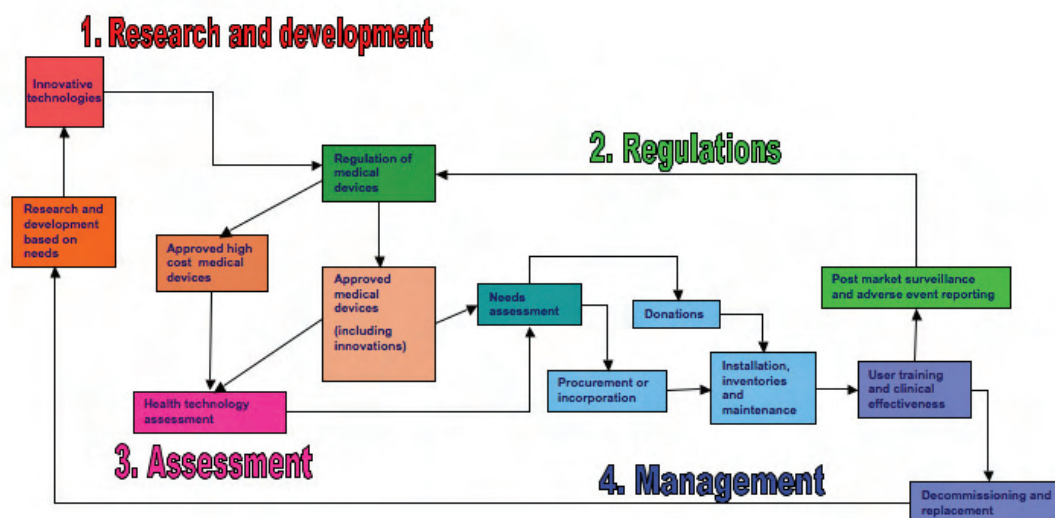 1. Research and development
Innovative
technologies
2. Regulations
Regulation of
medical
devices
Research and
development
based on
needs
Approved high
cost medical
devices
Approved
medical
devices
(including
innovations)
Needs
assessment
Donations
Post market surveillance
and adverse event reporting
Procurement or
incorporation
Installation,
inventories
and
maintenance
User training
and clinical
effectiveness
Health technology
assessment
3. Assessment
4. Management
Decommissioning and
replacement